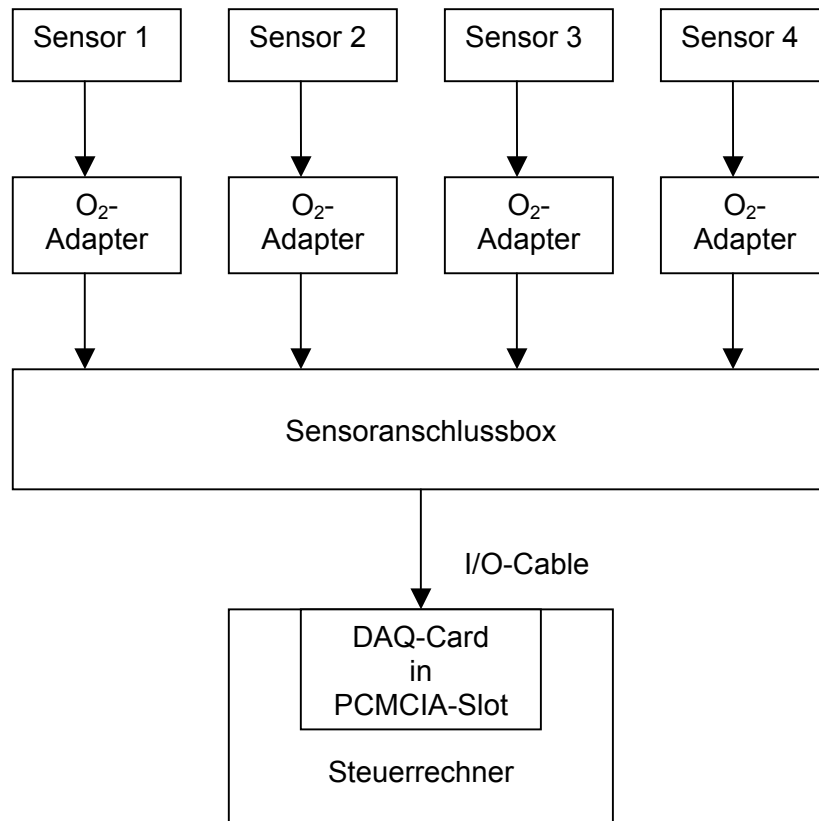 Sensor 1
Sensor 2
Sensor 3
Sensor 4
O₂-
Adapter
O₂-
Adapter
O₂-
Adapter
O₂-
Adapter
Sensoranschlussbox
I/O-Cable
DAQ-Card
in
PCMCIA-Slot
Steuerrechner